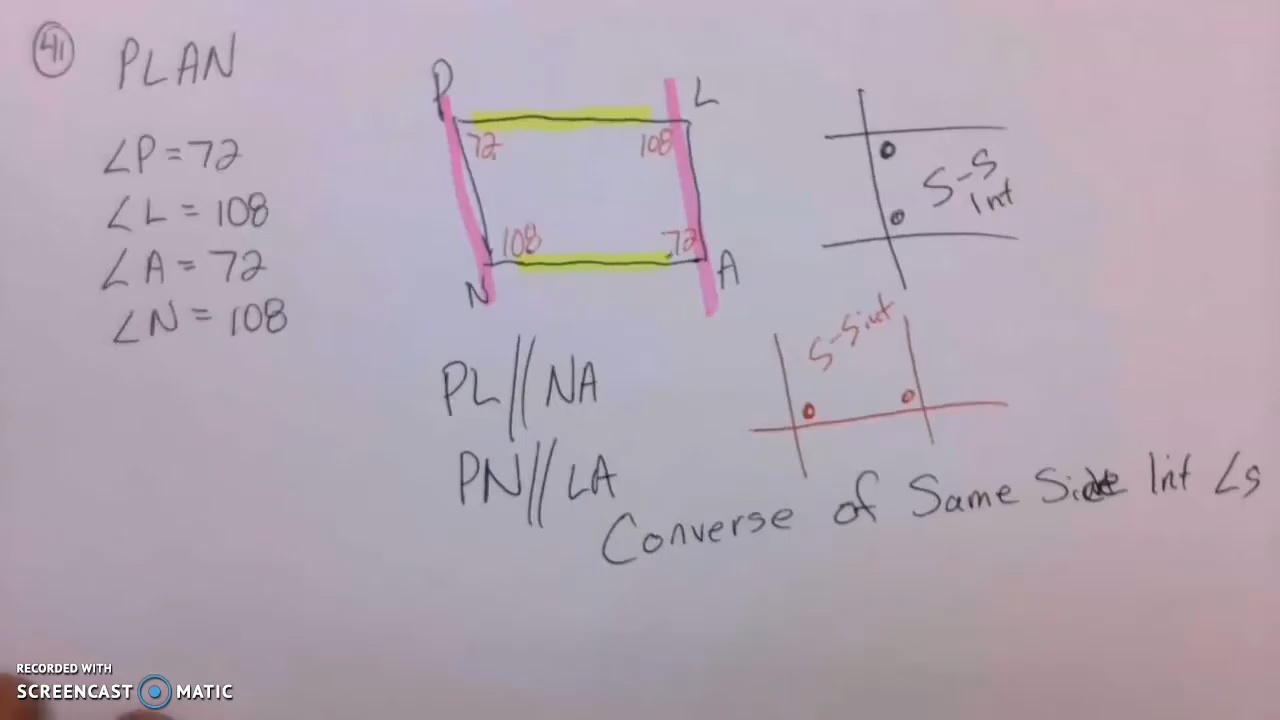 41
PLAN
∠P = 72
∠L = 108
∠A = 72
∠N = 108
P
L
72
108
108
72
N
A
S-S
Int
S-S int
PL // NA
PN // LA
Converse of Same Side Int ∠s
RECORDED WITH
SCREENCAST MATIC